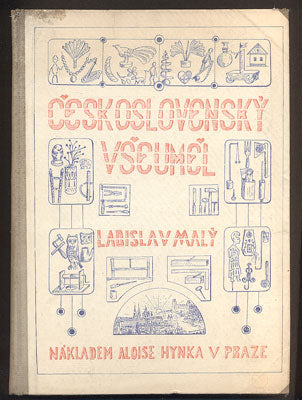 ČESKOSLOVENSKÝ
VŠEUMĚL
LADISLAV MALÝ
NÁKLADEM ALOISE HYNKA V PRAZE